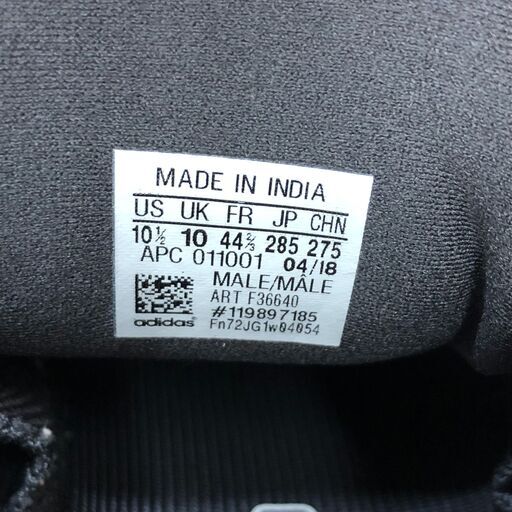 MADE IN INDIA
US UK FR JP CHN
10½ 10 44⅔ 285 275
APC 011001 04/18
MALE/MÂLE
ART F36640
#119897185
adidas Fn72JG1w04054